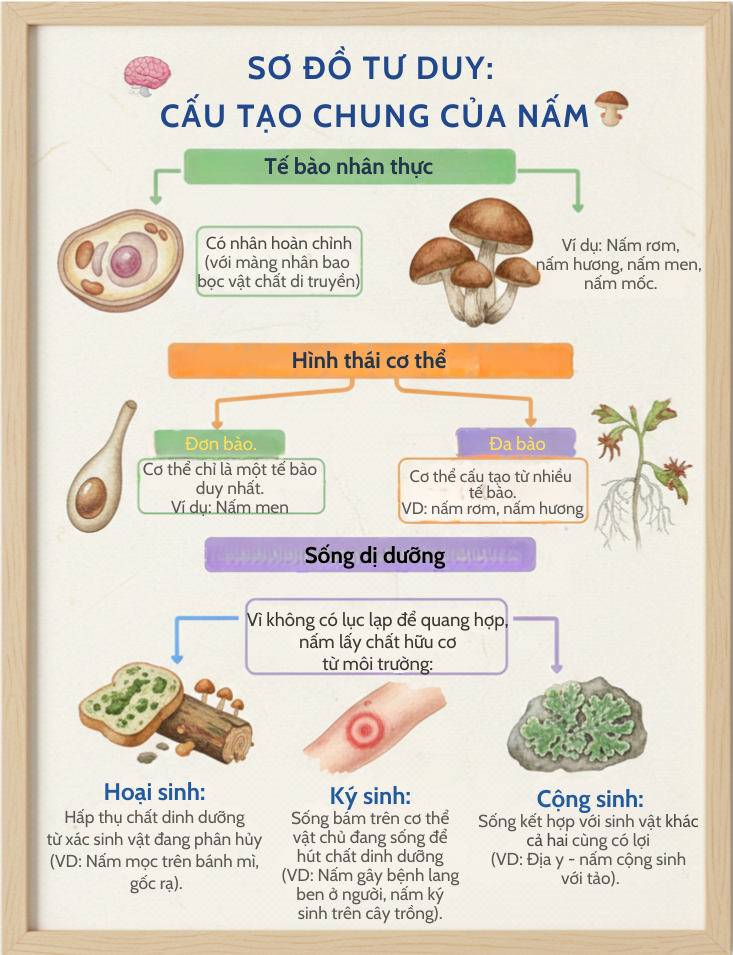 SƠ ĐỒ TƯ DUY:
CẤU TẠO CHUNG CỦA NẤM
Tế bào nhân thực
Có nhân hoàn chỉnh
(với màng nhân bao
bọc vật chất di truyền)
Ví dụ: Nấm rơm,
nấm hương, nấm men,
nấm mốc.
Hình thái cơ thể
Đơn bào.
Cơ thể chỉ là một tế bào
duy nhất.
Ví dụ: Nấm men
Đa bào
Cơ thể cấu tạo từ nhiều
tế bào.
VD: nấm rơm, nấm hương
Sống dị dưỡng
Vì không có lục lạp để quang hợp,
nấm lấy chất hữu cơ
từ môi trường:
Hoại sinh:
Hấp thụ chất dinh dưỡng
từ xác sinh vật đang phân hủy
(VD: Nấm mọc trên bánh mì,
gốc rạ).
Ký sinh:
Sống bám trên cơ thể
vật chủ đang sống để
hút chất dinh dưỡng
(VD: Nấm gây bệnh lang
ben ở người, nấm ký
sinh trên cây trồng).
Cộng sinh:
Sống kết hợp với sinh vật khác
cả hai cùng có lợi
(VD: Địa y - nấm cộng sinh
với tảo).